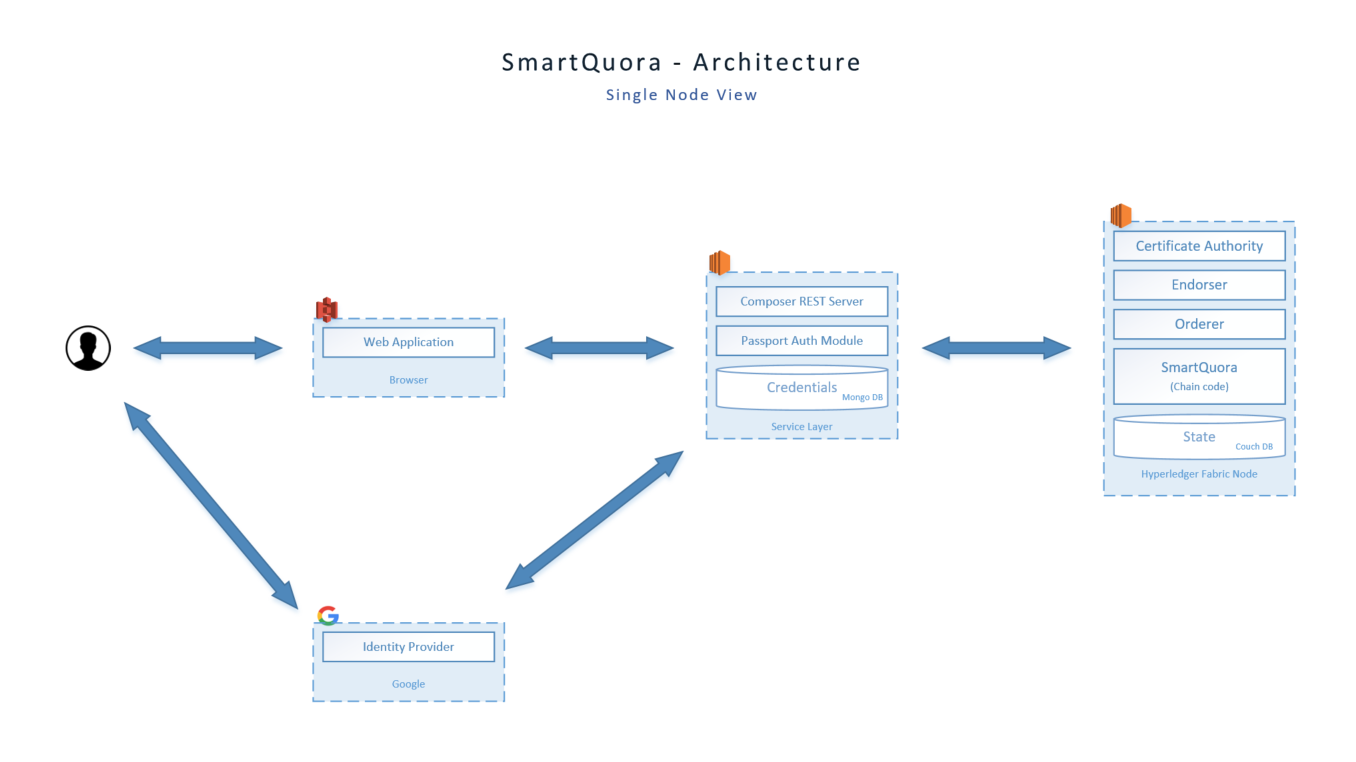 SmartQuora - Architecture
Single Node View
Web Application
Browser
Composer REST Server
Passport Auth Module
Credentials
Mongo DB
Service Layer
Certificate Authority
Endorser
Orderer
SmartQuora
(Chain code)
State
Couch DB
Hyperledger Fabric Node
Identity Provider
Google